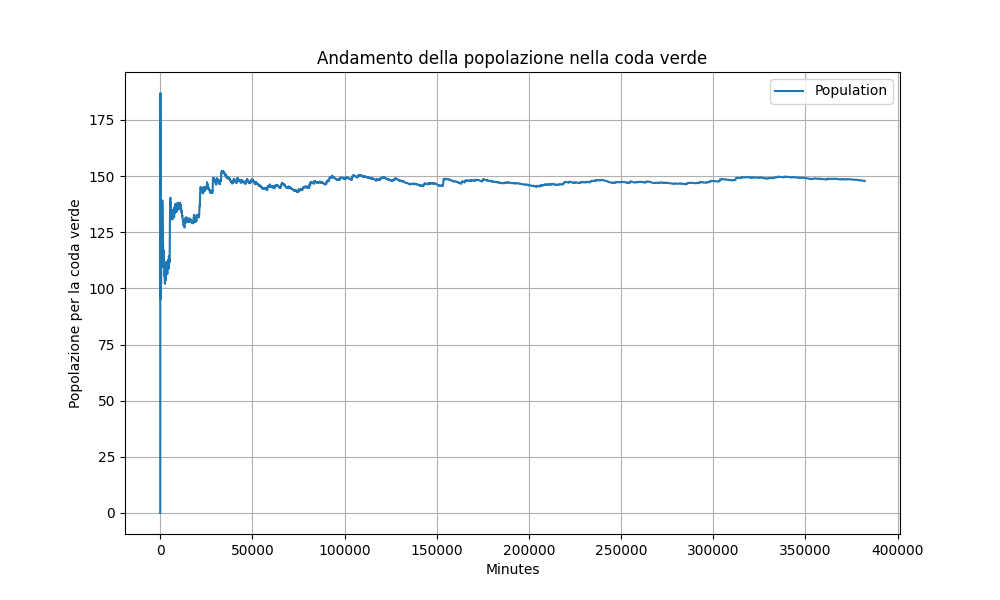 Andamento della popolazione nella coda verde
Population
Popolazione per la coda verde
175
150
125
100
75
50
25
0
0 50000 100000 150000 200000 250000 300000 350000 400000
Minutes